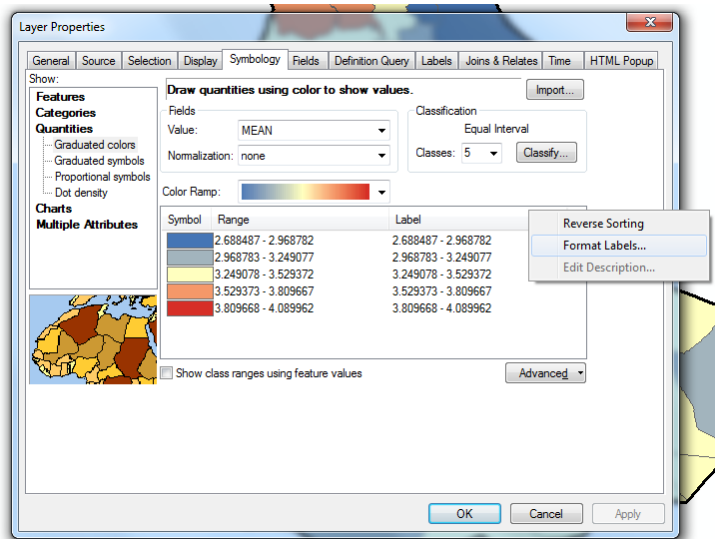 Layer Properties
x
General Source Selection Display Symbology Fields Definition Query Labels Joins & Relates Time HTML Popup
Show:
Features
Categories
Quantities
Graduated colors
Graduated symbols
Proportional symbols
Dot density
Charts
Multiple Attributes
Draw quantities using color to show values.
Import...
Fields
Value: MEAN
Normalization: none
Classification
Equal Interval
Classes: 5 Classify...
Color Ramp:
Symbol Range Label
2.688487 - 2.968782 2.688487 - 2.968782
2.968783 - 3.249077 2.968783 - 3.249077
3.249078 - 3.529372 3.249078 - 3.529372
3.529373 - 3.809667 3.529373 - 3.809667
3.809668 - 4.089962 3.809668 - 4.089962
Reverse Sorting
Format Labels...
Edit Description...
Show class ranges using feature values
Advanced
OK Cancel Apply